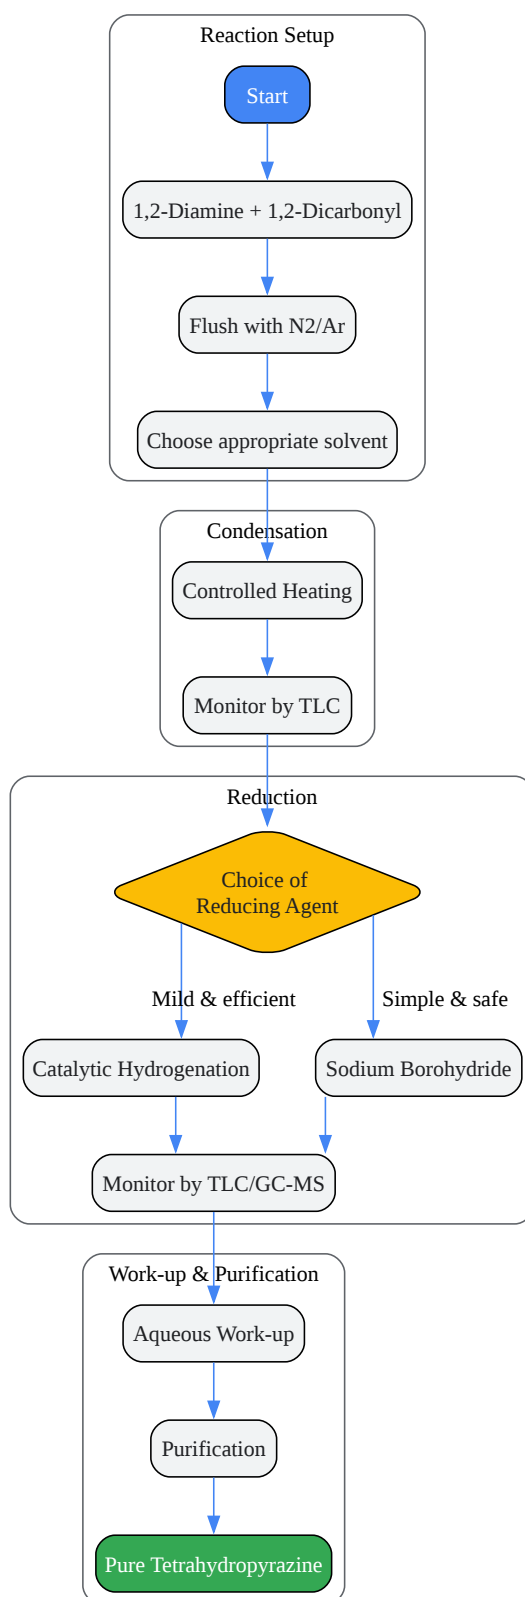 Reaction Setup
Start
1,2-Diamine + 1,2-Dicarbonyl
Flush with N2/Ar
Choose appropriate solvent
Condensation
Controlled Heating
Monitor by TLC
Reduction
Choice of
Reducing Agent
Mild & efficient
Simple & safe
Catalytic Hydrogenation
Sodium Borohydride
Monitor by TLC/GC-MS
Work-up & Purification
Aqueous Work-up
Purification
Pure Tetrahydropyrazine